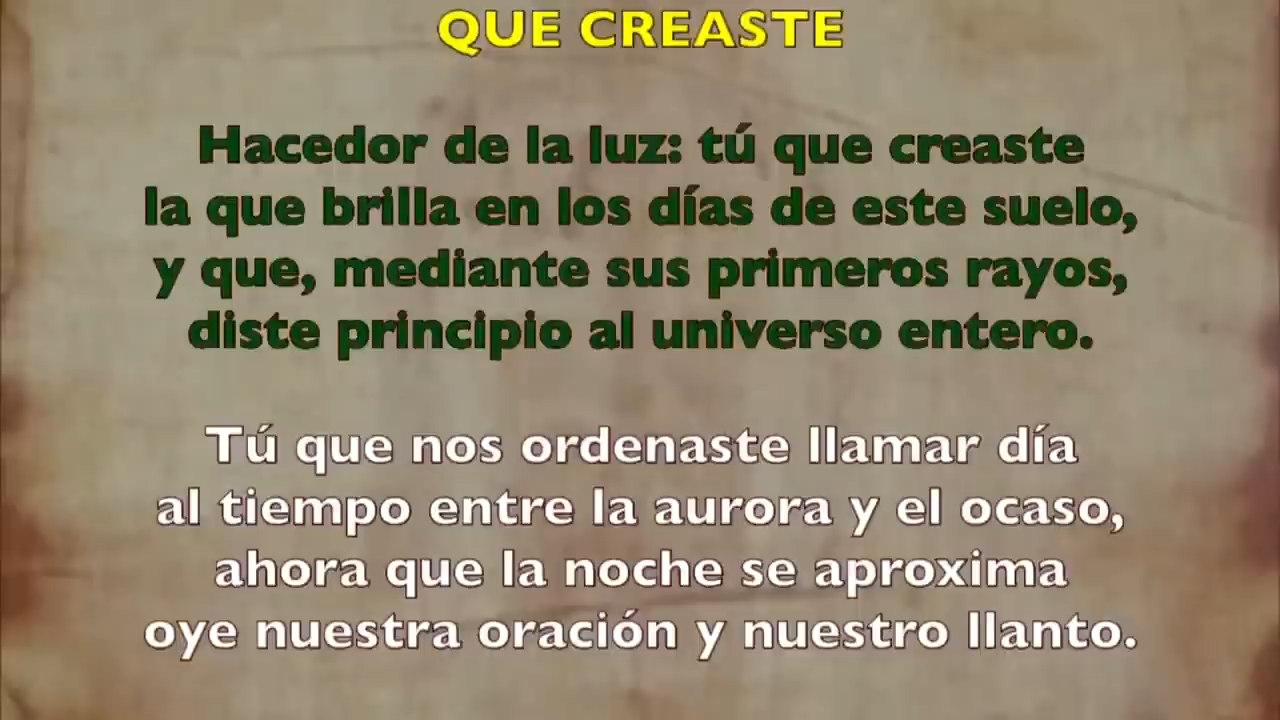 QUE CREASTE
Hacedor de la luz: tú que creaste
la que brilla en los días de este suelo,
y que, mediante sus primeros rayos,
diste principio al universo entero.
Tú que nos ordenaste llamar día
al tiempo entre la aurora y el ocaso,
ahora que la noche se aproxima
oye nuestra oración y nuestro llanto.